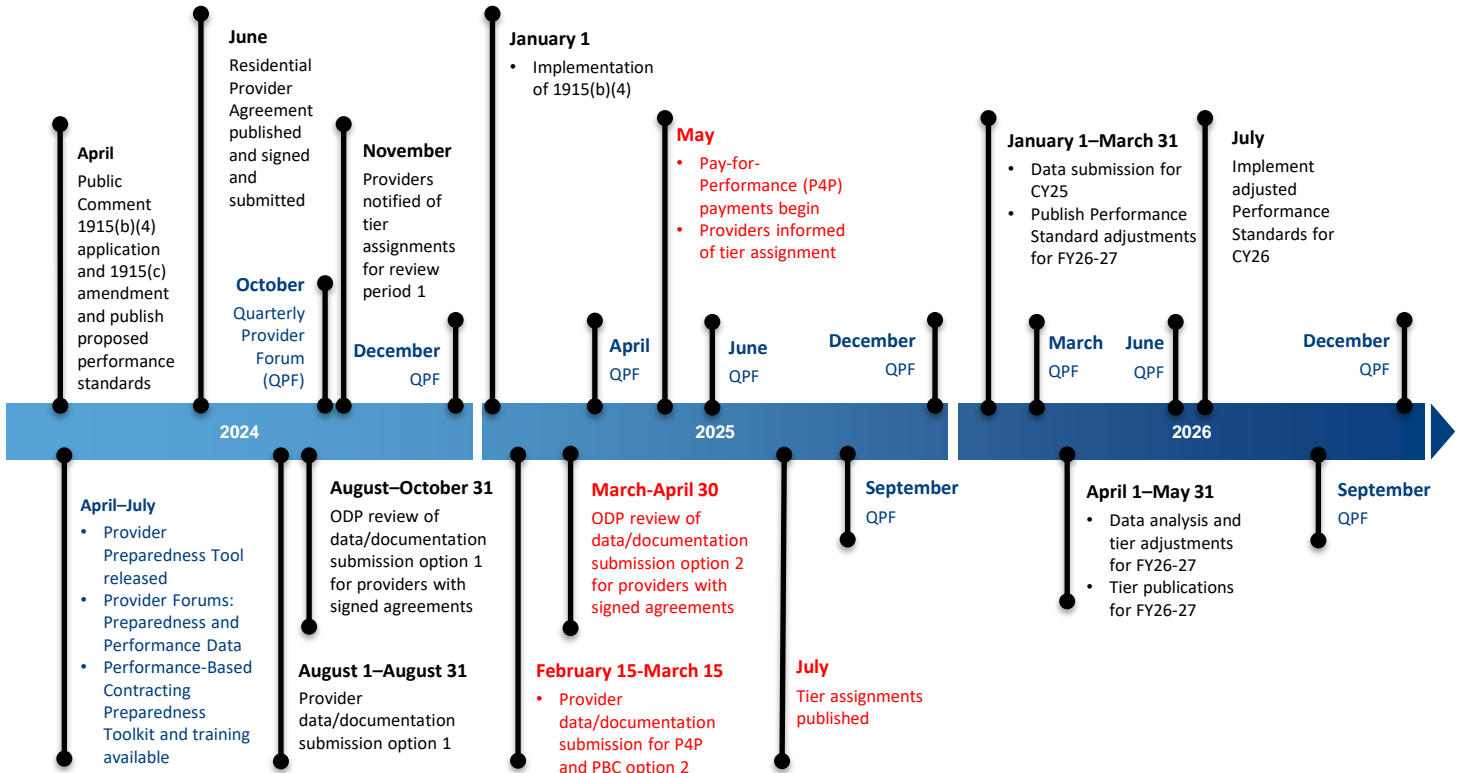 June
Residential
Provider
Agreement
published
and signed
and
submitted
January 1
• Implementation
of 1915(b)(4)
April
Public
Comment
1915(b)(4)
application
and 1915(c)
amendment
and publish
proposed
performance
standards
October
Quarterly
Provider
Forum
(QPF)
November
Providers
notified of
tier
assignments
for review
period 1
December
QPF
April
QPF
May
• Pay-for-
Performance (P4P)
payments begin
• Providers informed
of tier assignment
June
QPF
December
QPF
January 1–March 31
• Data submission for
CY25
• Publish Performance
Standard adjustments
for FY26-27
March
QPF
June
QPF
July
Implement
adjusted
Performance
Standards for
CY26
December
QPF
2024
2025
2026
April–July
• Provider
Preparedness Tool
released
• Provider Forums:
Preparedness and
Performance Data
• Performance-Based
Contracting
Preparedness
Toolkit and training
available
August–October 31
ODP review of
data/documentation
submission option 1
for providers with
signed agreements
August 1–August 31
Provider
data/documentation
submission option 1
March-April 30
ODP review of
data/documentation
submission option 2
for providers with
signed agreements
February 15-March 15
• Provider
data/documentation
submission for P4P
and PBC option 2
July
Tier assignments
published
September
QPF
April 1–May 31
• Data analysis and
tier adjustments
for FY26-27
• Tier publications
for FY26-27
September
QPF